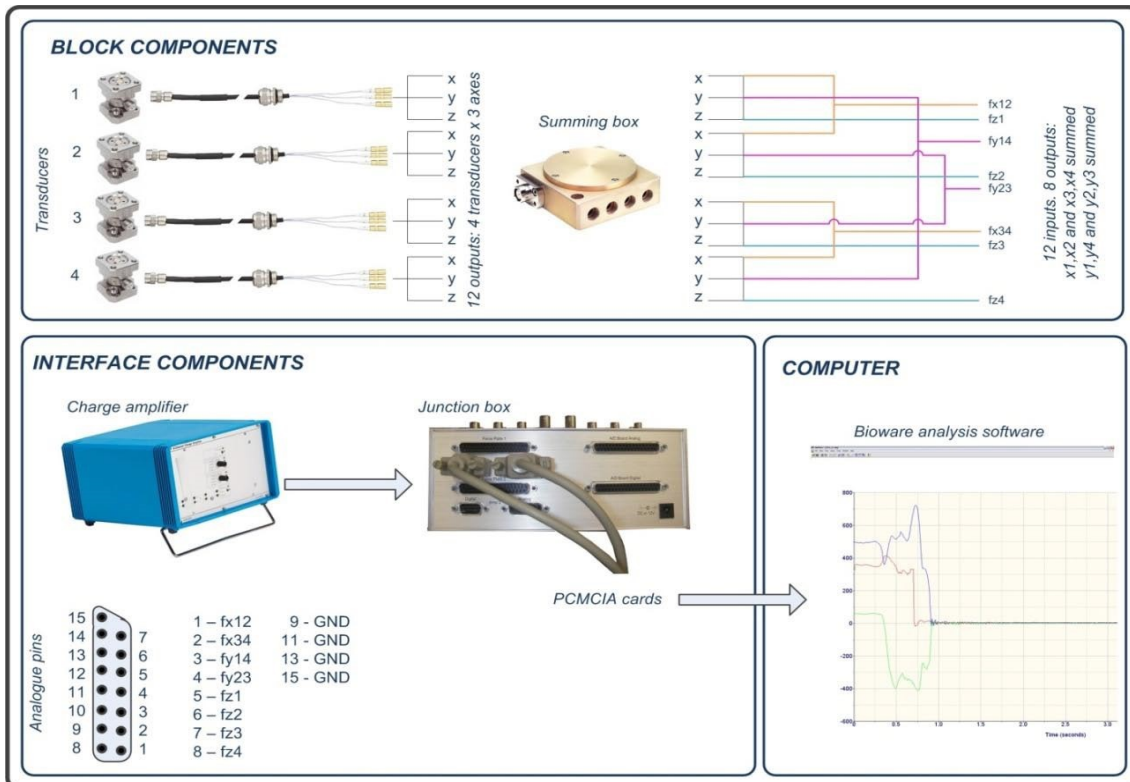 BLOCK COMPONENTS
Transducers
1
2
3
4
x
y
z
x
y
z
x
y
z
x
y
z
12 outputs: 4 transducers x 3 axes
Summing box
x
y
z
x
y
z
x
y
z
x
y
z
fx12
fz1
fy14
fz2
fy23
fx34
fz3
fz4
12 inputs. 8 outputs:
x1,x2 and x3,x4 summed
y1,y4 and y2,y3 summed
INTERFACE COMPONENTS
Charge amplifier
Junction box
PCMCIA cards
Analogue pins
15
14
13
12
11
10
9
8
7
6
5
4
3
2
1
1 – fx12
2 – fx34
3 – fy14
4 – fy23
5 – fz1
6 – fz2
7 – fz3
8 – fz4
9 - GND
11 - GND
13 - GND
15 - GND
COMPUTER
Bioware analysis software
800
600
400
200
0
-200
-400
-600
0.0
0.5
1.0
1.5
2.0
2.5
3.0
Time (seconds)